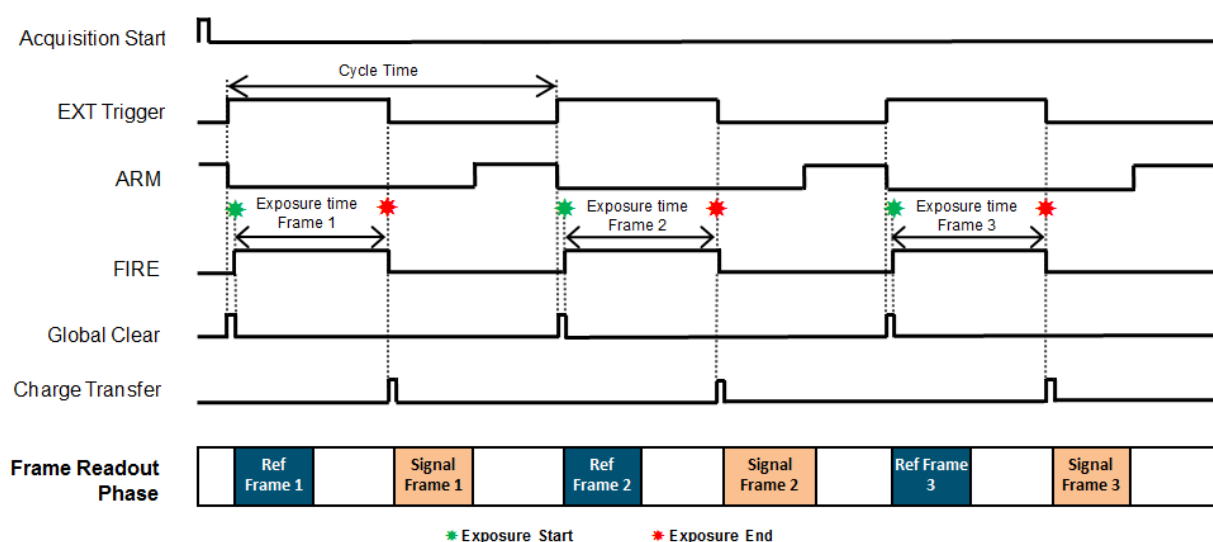 Acquisition Start
Cycle Time
EXT Trigger
ARM
Exposure time
Frame 1
Exposure time
Frame 2
Exposure time
Frame 3
FIRE
Global Clear
Charge Transfer
Frame Readout
Phase
Ref
Frame 1
Signal
Frame 1
Ref
Frame 2
Signal
Frame 2
Ref Frame
3
Signal
Frame 3
Exposure Start
Exposure End